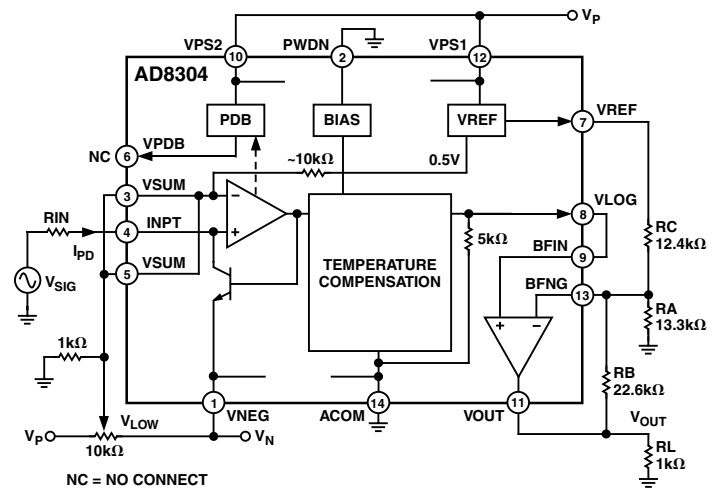 VP
VPS2
PWDN
VPS1
10
2
12
AD8304
PDB
BIAS
VREF
VREF
7
NC
VPDB
6
~10kΩ
0.5V
VSUM
3
VLOG
8
RIN
INPT
4
IPD
5kΩ
RC
12.4kΩ
BFIN
9
VSIG
VSUM
5
TEMPERATURE
COMPENSATION
BFNG
13
RA
13.3kΩ
1kΩ
RB
22.6kΩ
1
VNEG
14
ACOM
11
VOUT
VLOW
VOUT
VP
10kΩ
VN
RL
1kΩ
NC = NO CONNECT